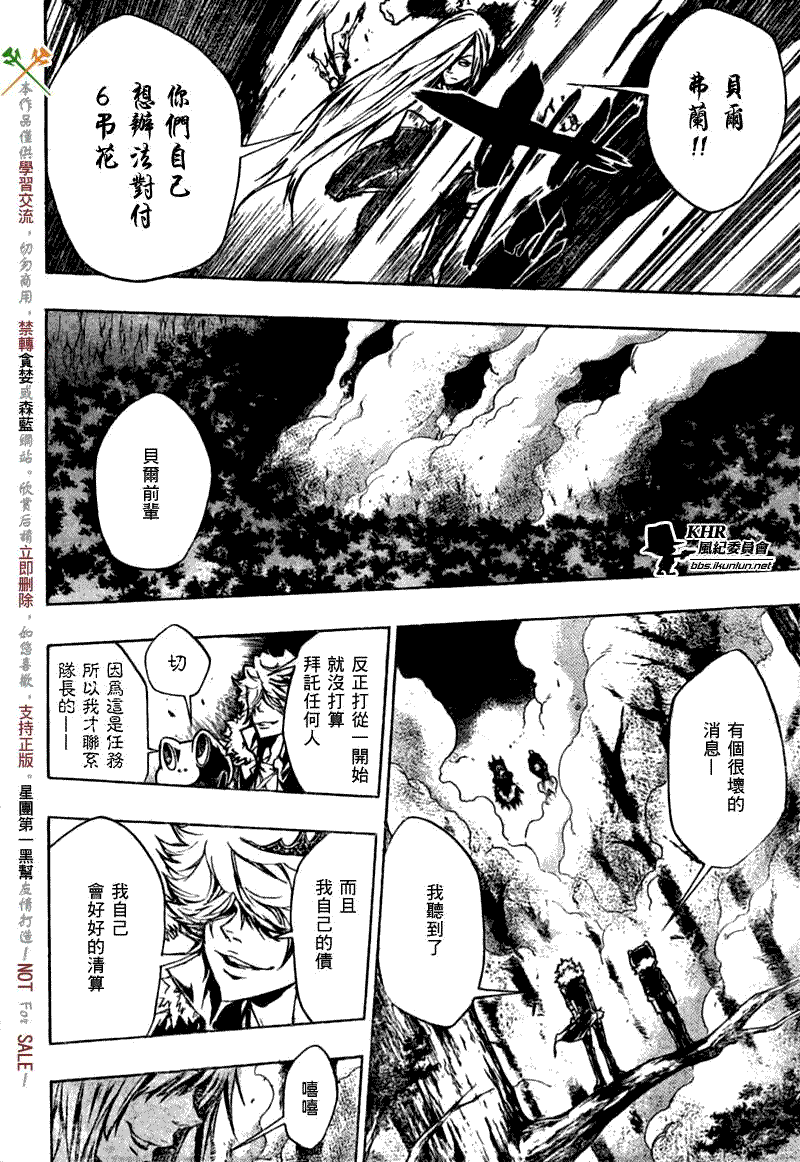 貝爾
弗蘭!!
你們自己
想辦法對付
6弔花
貝爾前輩
KHR
風紀委員會
bbs.ikunlun.net
有個很壞的
消息—
我聽到了
反正打從一開始
就沒打算
拜託任何人
切
因為這是任務
所以我才聯系
隊長的——
而且
我自己的債
我自己
會好好的清算
嘻嘻
本作品僅供學習交流，切勿商用，禁轉貪婪或森藍網站。欣賞后請立即刪除，如您喜歡，支持正版。星團第一黑幫友情打造—NOT For SALE—